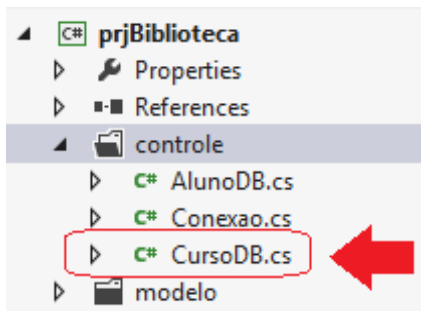 C# prjBiblioteca
Properties
References
controle
C# AlunoDB.cs
C# Conexao.cs
C# CursoDB.cs
modelo